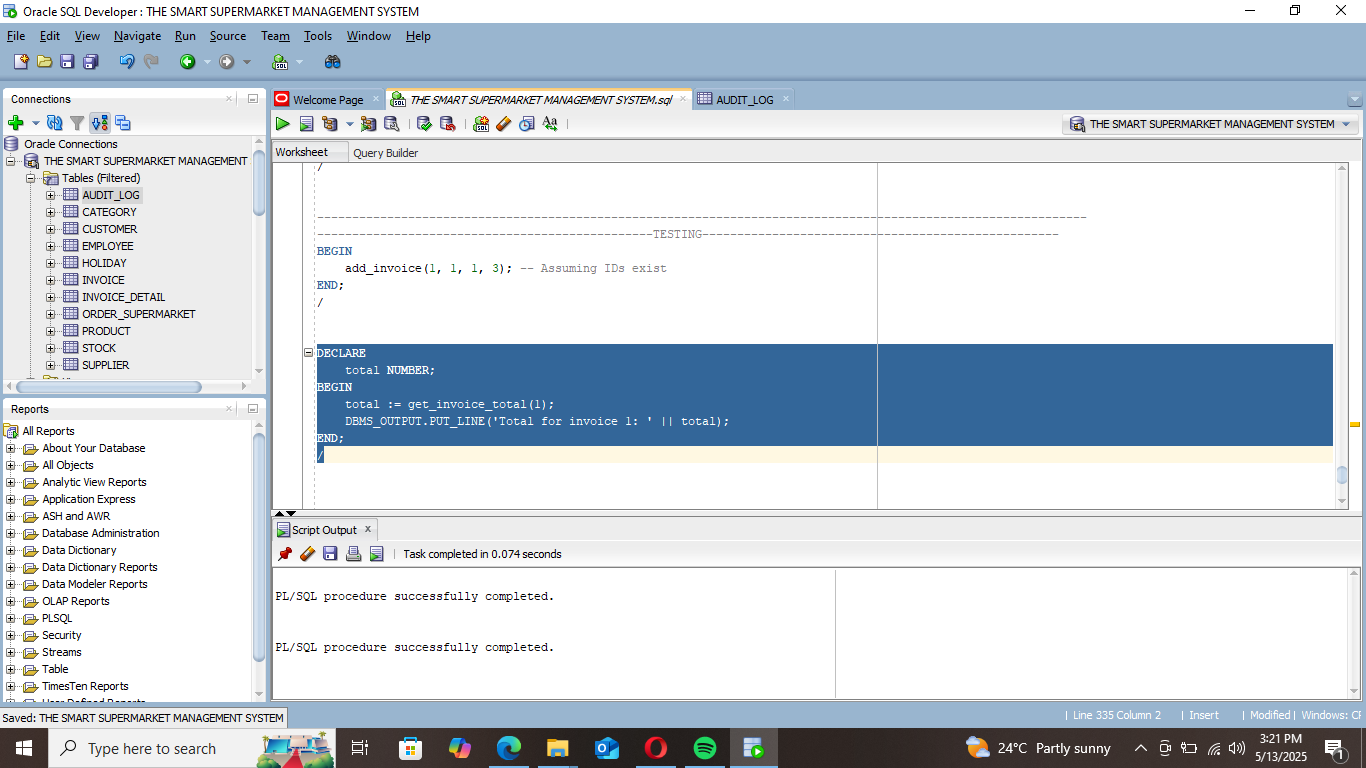 Oracle SQL Developer : THE SMART SUPERMARKET MANAGEMENT SYSTEM
File Edit View Navigate Run Source Team Tools Window Help
Connections
Oracle Connections
THE SMART SUPERMARKET MANAGEMENT
Tables (Filtered)
AUDIT_LOG
CATEGORY
CUSTOMER
EMPLOYEE
HOLIDAY
INVOICE
INVOICE_DETAIL
ORDER_SUPERMARKET
PRODUCT
STOCK
SUPPLIER
Reports
All Reports
About Your Database
All Objects
Analytic View Reports
Application Express
ASH and AWR
Database Administration
Data Dictionary
Data Dictionary Reports
Data Modeler Reports
OLAP Reports
PLSQL
Security
Streams
Table
TimesTen Reports
User Defined Reports
Welcome Page
THE SMART SUPERMARKET MANAGEMENT SYSTEM.sql
AUDIT_LOG
THE SMART SUPERMARKET MANAGEMENT SYSTEM
Worksheet Query Builder
/
--------------------------------------------------------------------------------------------------------------
------------------------------------------------TESTING---------------------------------------------------
BEGIN
add_invoice(1, 1, 1, 3); -- Assuming IDs exist
END;
/
DECLARE
total NUMBER;
BEGIN
total := get_invoice_total(1);
DBMS_OUTPUT.PUT_LINE('Total for invoice 1: ' || total);
END;
/
Script Output
Task completed in 0.074 seconds
PL/SQL procedure successfully completed.
PL/SQL procedure successfully completed.
Saved: THE SMART SUPERMARKET MANAGEMENT SYSTEM
Line 335 Column 2 | Insert | Modified | Windows:
Type here to search
24°C Partly sunny
3:21 PM
5/13/2025
1